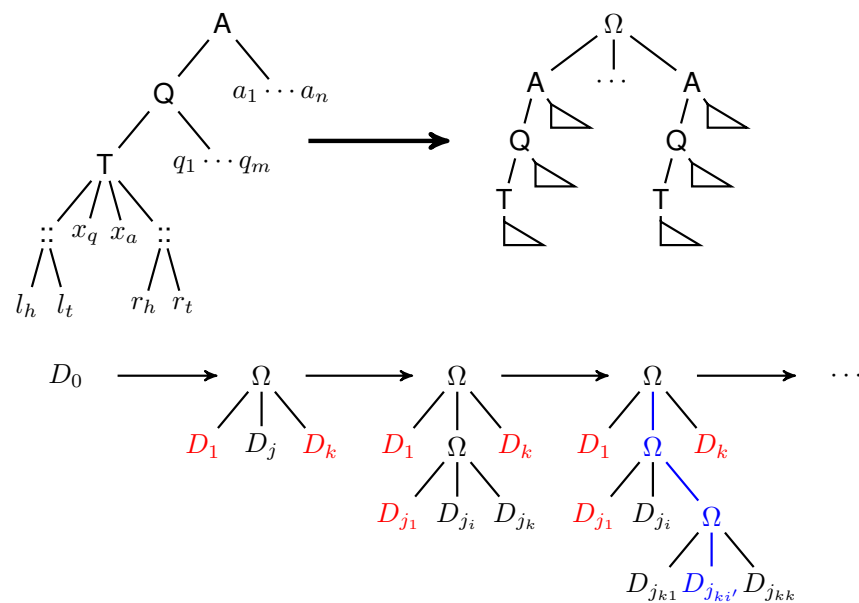 A Ω
Q a₁ ⋯ aₙ A ⋯ A
T q₁ ⋯ qₘ Q Q
:: x_q x_a :: T T
l_h l_t r_h r_t
D₀ Ω Ω Ω ⋯
D₁ D_j D_k D₁ Ω D_k D₁ Ω D_k
D_{j₁} D_{j_i} D_{j_k} D_{j₁} D_{j_i} Ω
D_{j_{k1}} D_{j_{ki'}} D_{j_{kk}}